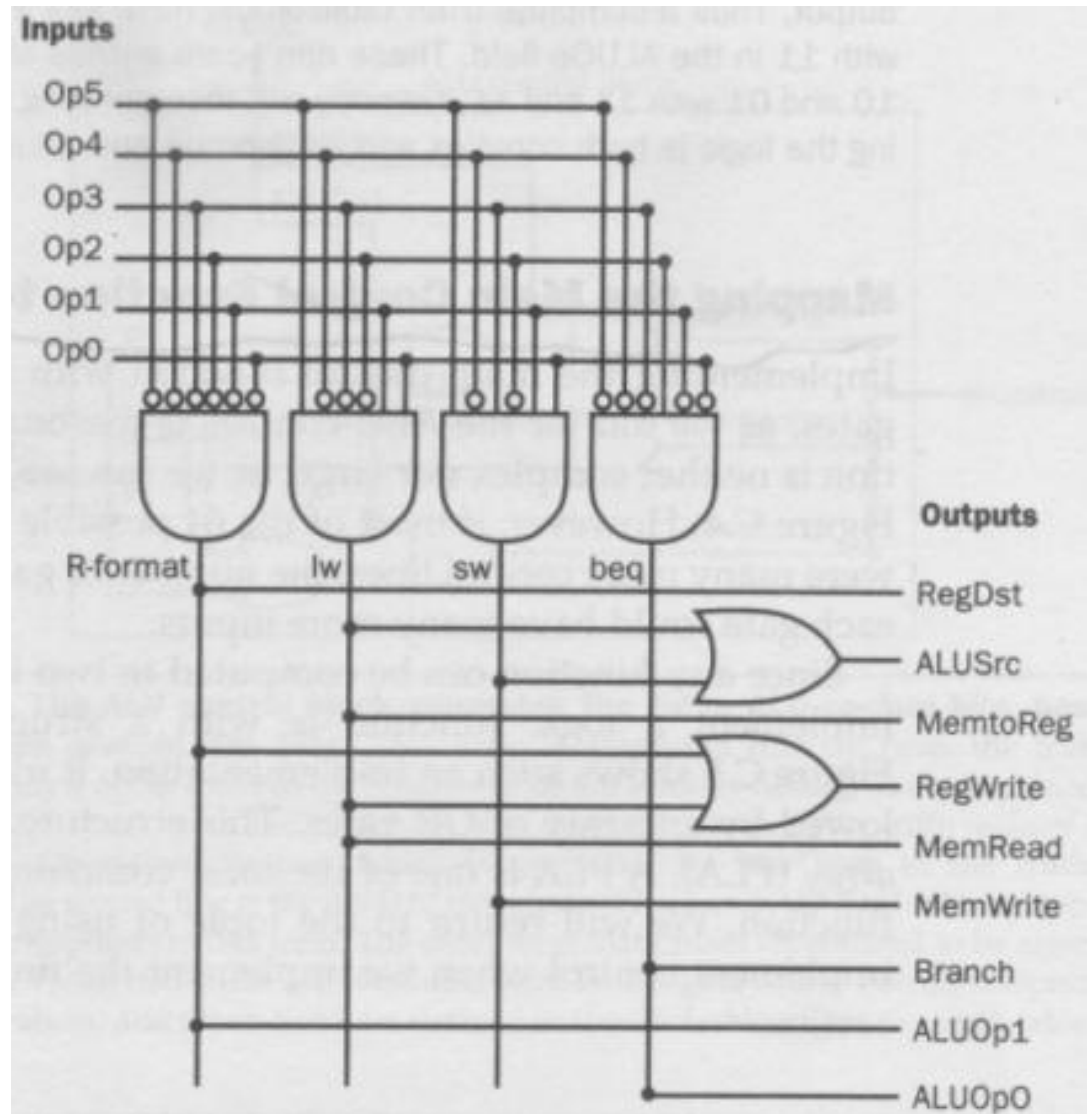 Inputs
Op5
Op4
Op3
Op2
Op1
Op0
R-format
lw
sw
beq
Outputs
RegDst
ALUSrc
MemtoReg
RegWrite
MemRead
MemWrite
Branch
ALUOp1
ALUOpO